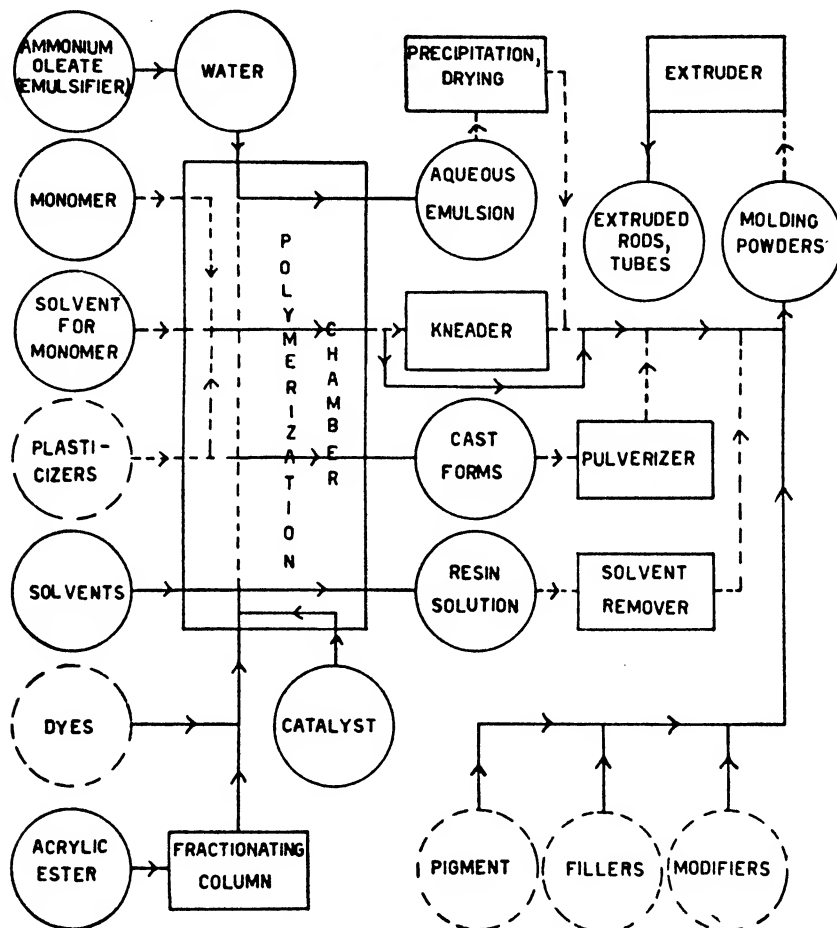 AMMONIUM
OLEATE
(EMULSIFIER)
WATER
PRECIPITATION,
DRYING
EXTRUDER
MONOMER
AQUEOUS
EMULSION
EXTRUDED
RODS,
TUBES
MOLDING
POWDERS
SOLVENT
FOR
MONOMER
POLYMERIZATION
CHAMBER
KNEADER
PLASTI-
CIZERS
CAST
FORMS
PULVERIZER
SOLVENTS
RESIN
SOLUTION
SOLVENT
REMOVER
DYES
CATALYST
ACRYLIC
ESTER
FRACTIONATING
COLUMN
PIGMENT
FILLERS
MODIFIERS